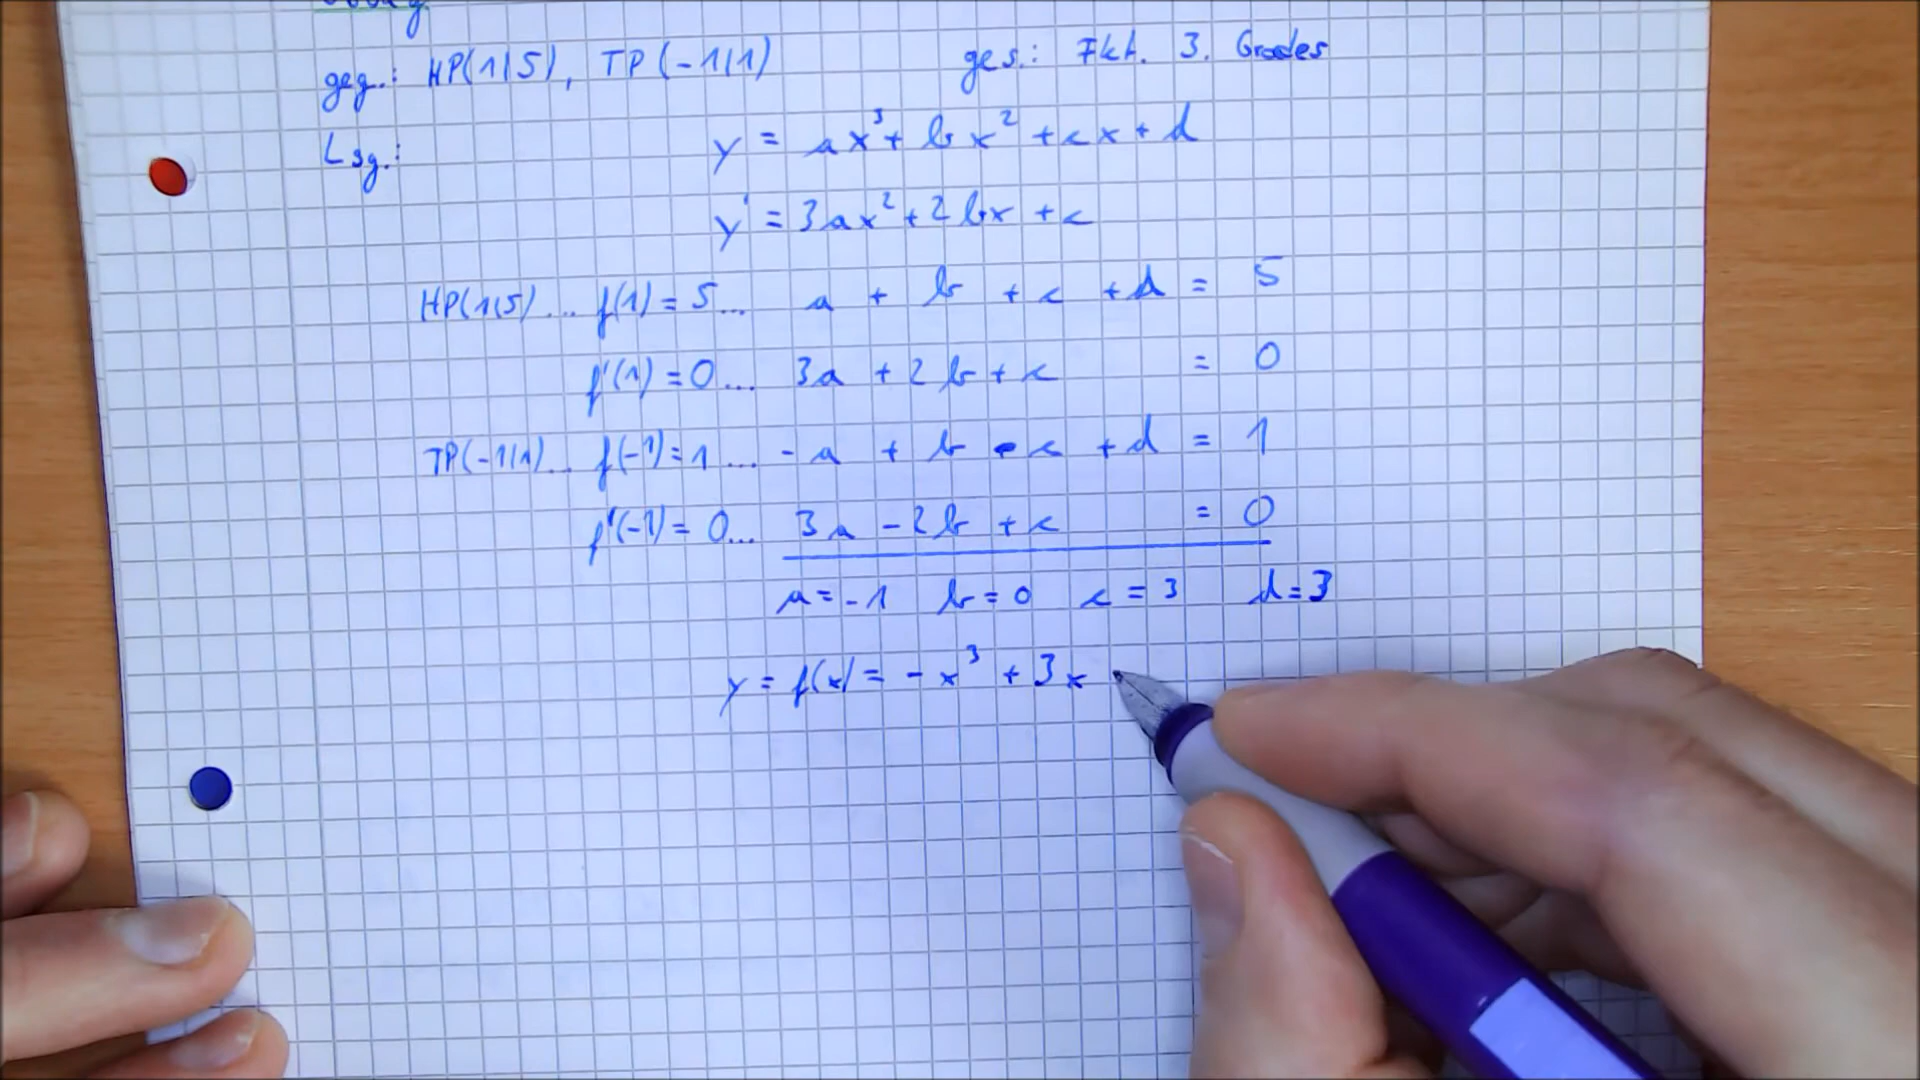 geg.: HP(1|5), TP(-1|1) ges.: Fkt. 3. Grades
Lsg.: y = ax³ + bx² + cx + d
y' = 3ax² + 2bx + c
HP(1|5)... f(1) = 5... a + b + c + d = 5
f'(1) = 0... 3a + 2b + c = 0
TP(-1|1)... f(-1) = 1... -a + b - c + d = 1
f'(-1) = 0... 3a - 2b + c = 0
a = -1 b = 0 c = 3 d = 3
y = f(x) = -x³ + 3x